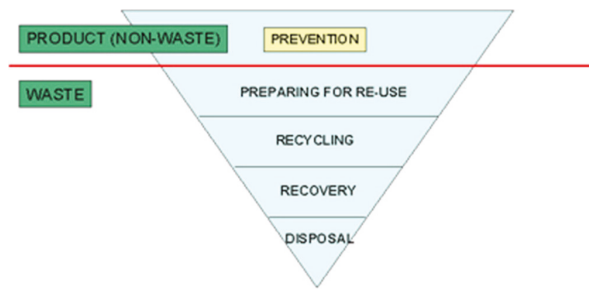 PRODUCT (NON-WASTE)
PREVENTION
WASTE
PREPARING FOR RE-USE
RECYCLING
RECOVERY
DISPOSAL